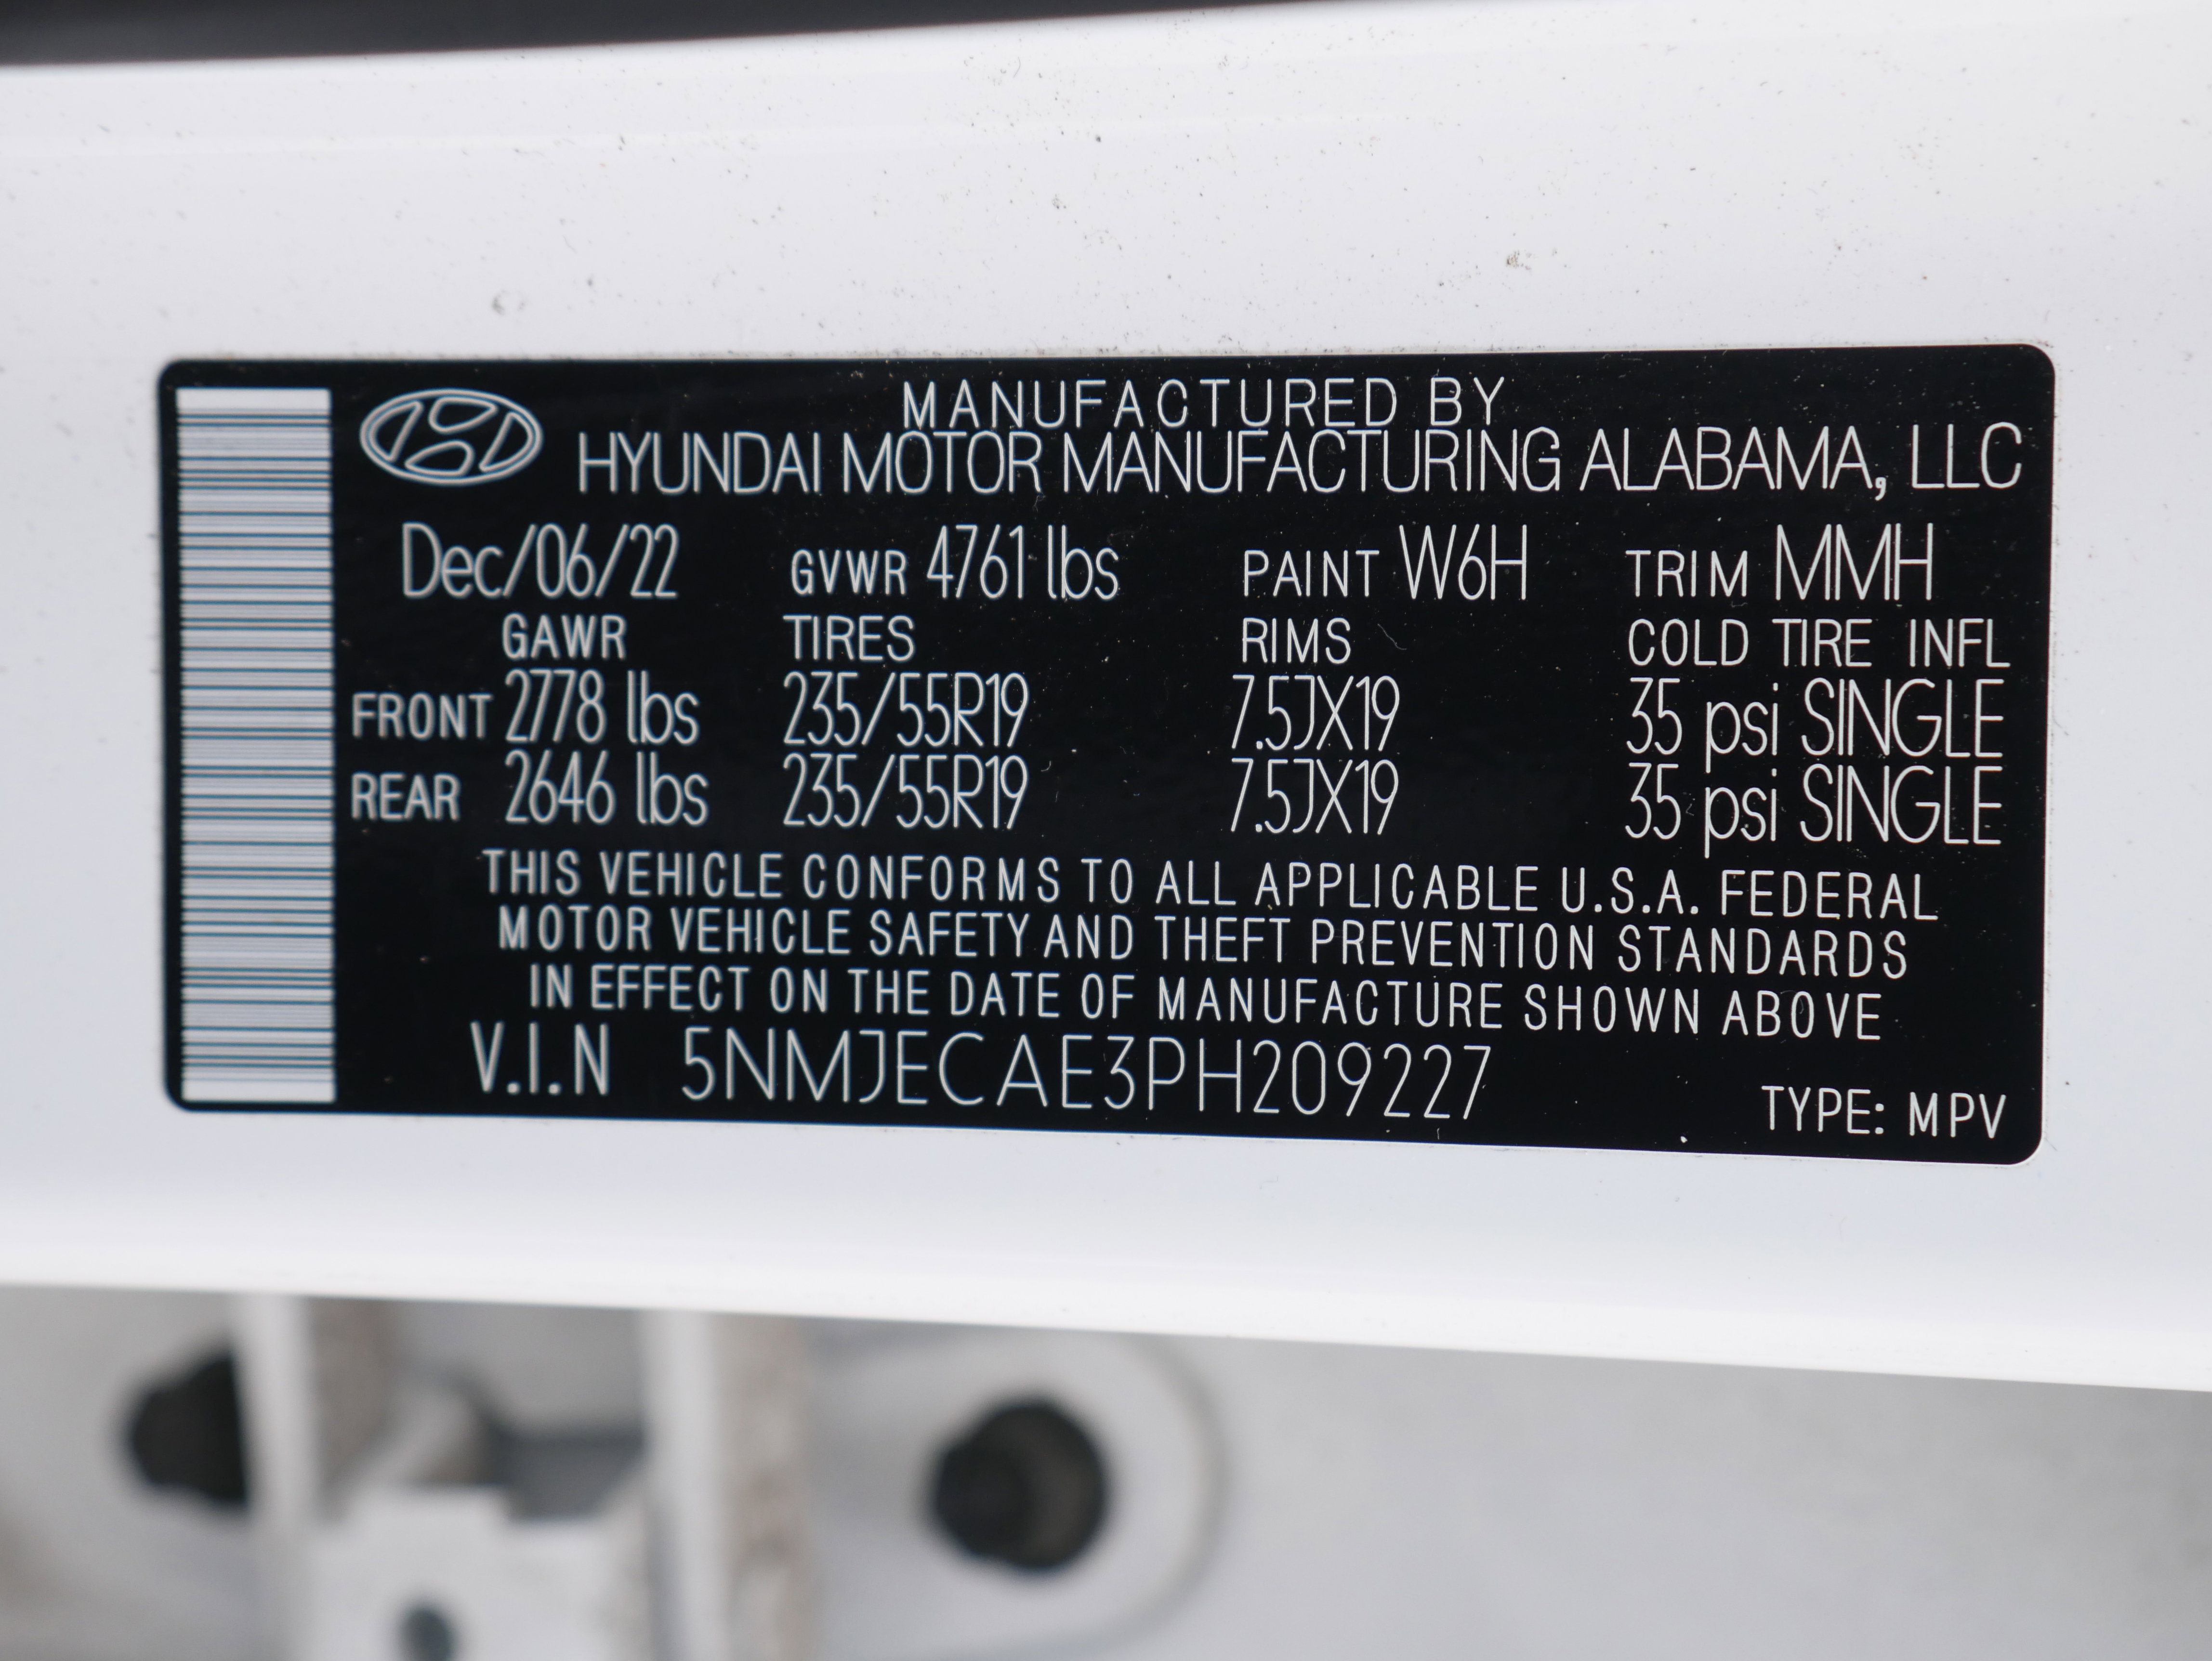 MANUFACTURED BY
HYUNDAI MOTOR MANUFACTURING ALABAMA, LLC
Dec/06/22 GVWR 4761 lbs PAINT W6H TRIM MMH
GAWR TIRES RIMS COLD TIRE INFL
FRONT 2778 lbs 235/55R19 7.5JX19 35 psi SINGLE
REAR 2646 lbs 235/55R19 7.5JX19 35 psi SINGLE
THIS VEHICLE CONFORMS TO ALL APPLICABLE U.S.A. FEDERAL
MOTOR VEHICLE SAFETY AND THEFT PREVENTION STANDARDS
IN EFFECT ON THE DATE OF MANUFACTURE SHOWN ABOVE
V.I.N 5NMJECAE3PH209227
TYPE: MPV